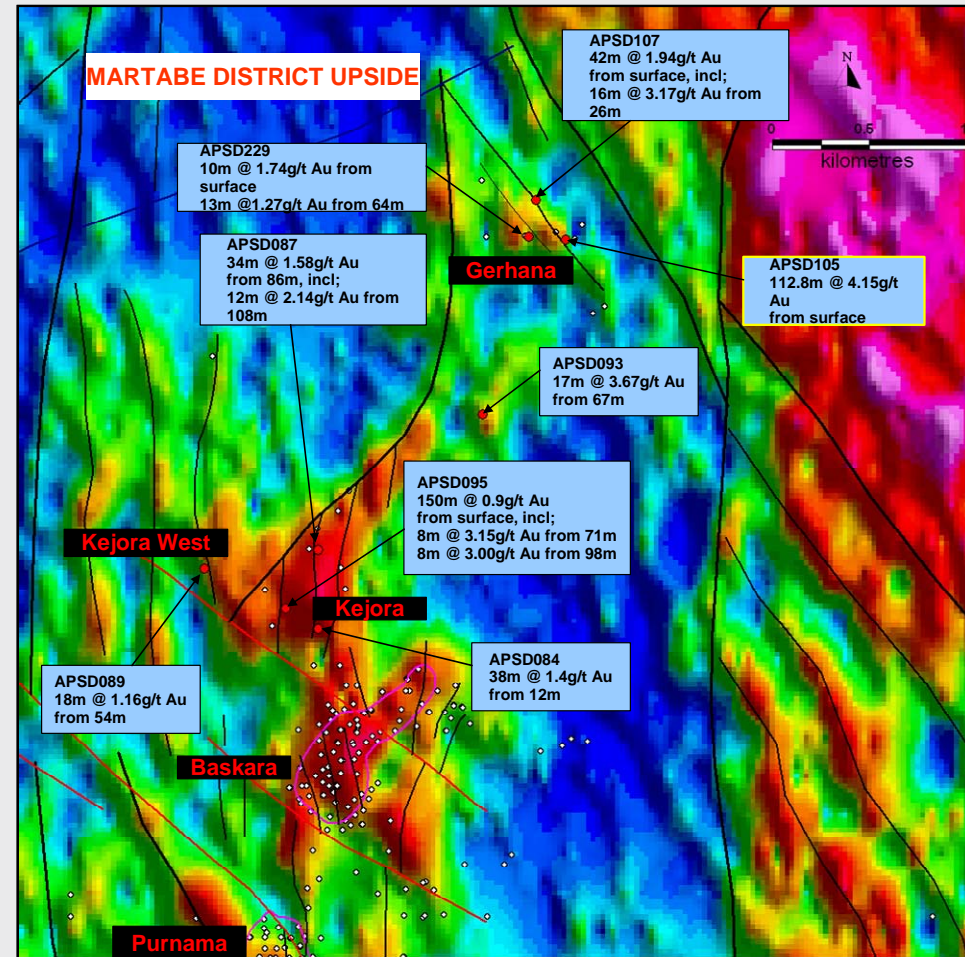 MARTABE DISTRICT UPSIDE
APSD107
42m @ 1.94g/t Au
from surface, incl;
16m @ 3.17g/t Au from
26m
N
0 0.5 1
kilometres
APSD229
10m @ 1.74g/t Au from
surface
13m @1.27g/t Au from 64m
APSD087
34m @ 1.58g/t Au
from 86m, incl;
12m @ 2.14g/t Au from
108m
Gerhana
APSD105
112.8m @ 4.15g/t
Au
from surface
APSD093
17m @ 3.67g/t Au
from 67m
APSD095
150m @ 0.9g/t Au
from surface, incl;
8m @ 3.15g/t Au from 71m
8m @ 3.00g/t Au from 98m
Kejora West
Kejora
APSD084
38m @ 1.4g/t Au
from 12m
APSD089
18m @ 1.16g/t Au
from 54m
Baskara
Purnama